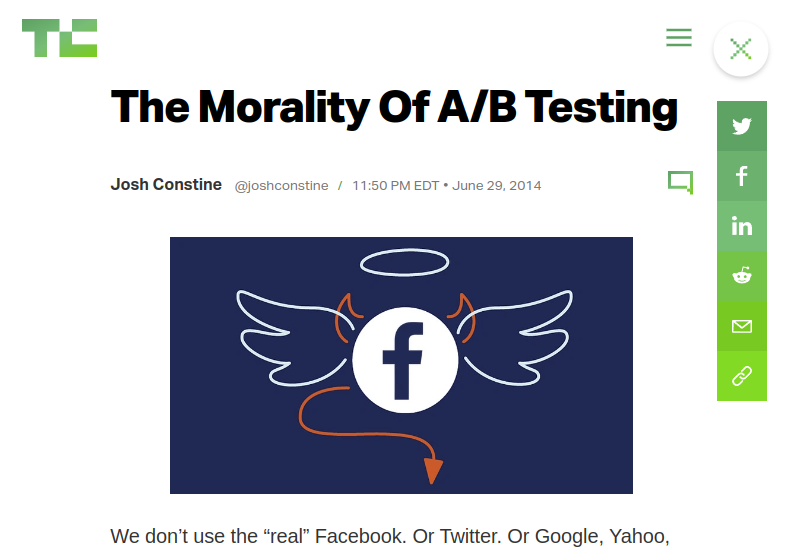 TC
The Morality Of A/B Testing
Josh Constine @joshconstine / 11:50 PM EDT • June 29, 2014
f
We don’t use the “real” Facebook. Or Twitter. Or Google, Yahoo,